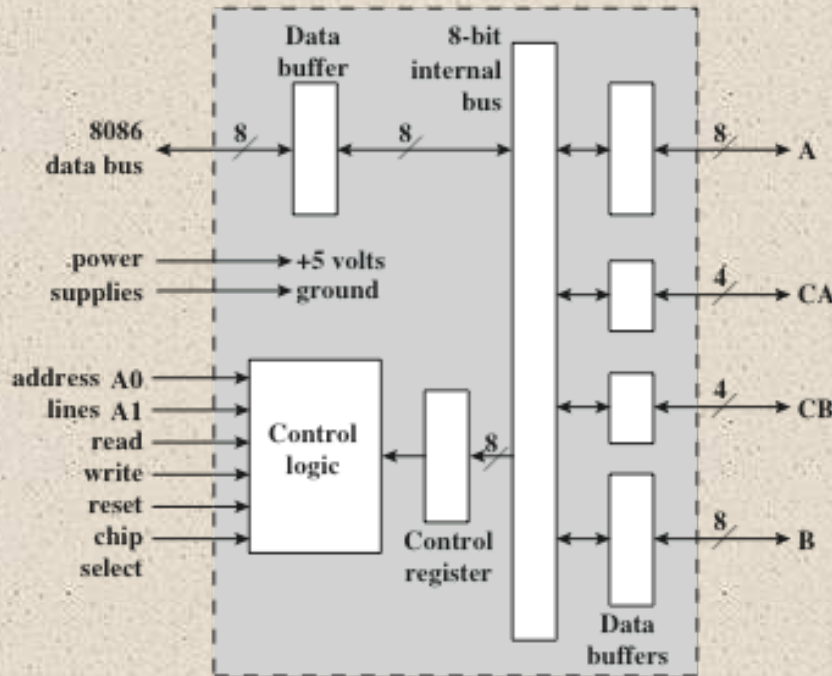 Data
buffer
8-bit
internal
bus
8086
data bus
8
8
8
A
power
supplies
+5 volts
ground
4
CA
address A0
lines A1
read
write
reset
chip
select
Control
logic
8
Control
register
4
CB
8
B
Data
buffers